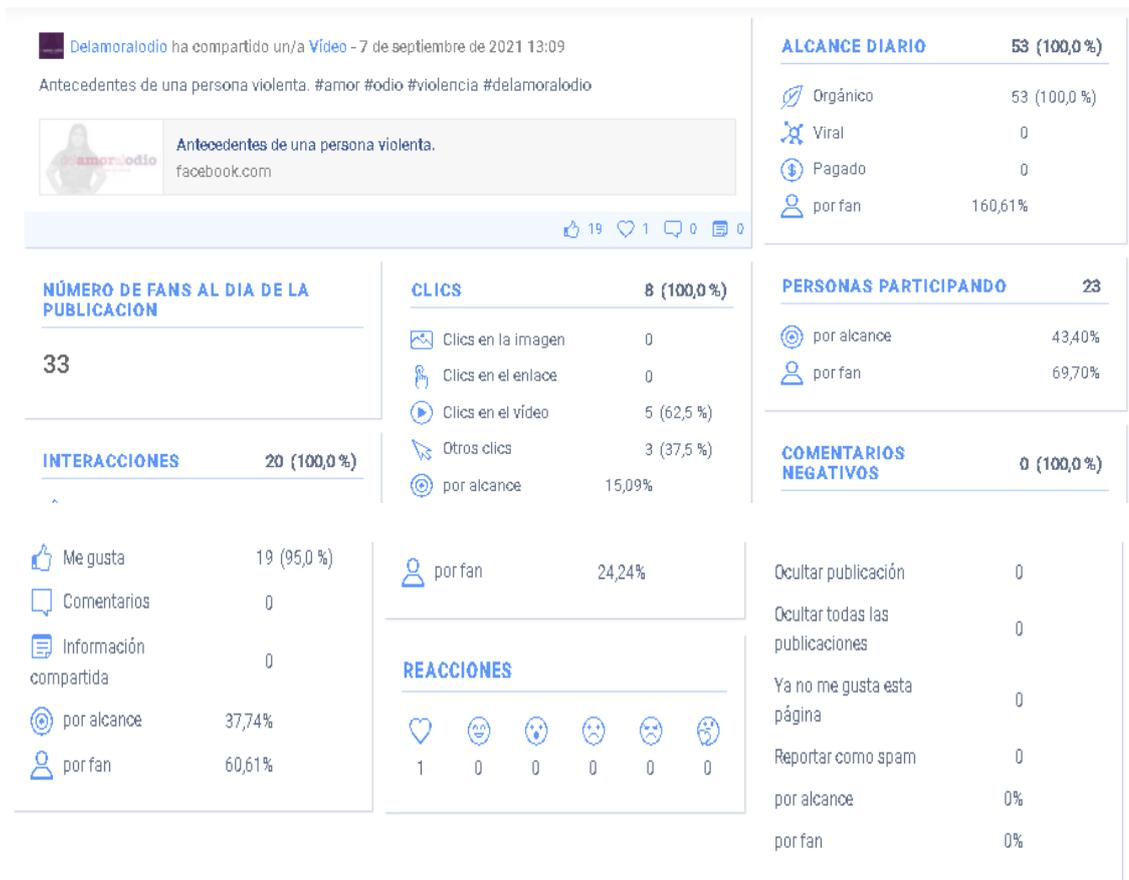 Delamoralodio ha compartido un/a Vídeo - 7 de septiembre de 2021 13:09
Antecedentes de una persona violenta. #amor #odio #violencia #delamoralodio
delamoralodio
Antecedentes de una persona violenta.
facebook.com
19 1 0 0
ALCANCE DIARIO 53 (100,0 %)
Orgánico 53 (100,0 %)
Viral 0
Pagado 0
por fan 160,61%
NÚMERO DE FANS AL DIA DE LA
PUBLICACION
33
CLICS 8 (100,0 %)
Clics en la imagen 0
Clics en el enlace 0
Clics en el vídeo 5 (62,5 %)
Otros clics 3 (37,5 %)
por alcance 15,09%
por fan 24,24%
PERSONAS PARTICIPANDO 23
por alcance 43,40%
por fan 69,70%
INTERACCIONES 20 (100,0 %)
Me gusta 19 (95,0 %)
Comentarios 0
Información
compartida 0
por alcance 37,74%
por fan 60,61%
REACCIONES
1 0 0 0 0 0
COMENTARIOS
NEGATIVOS 0 (100,0 %)
Ocultar publicación 0
Ocultar todas las
publicaciones 0
Ya no me gusta esta
página 0
Reportar como spam 0
por alcance 0%
por fan 0%